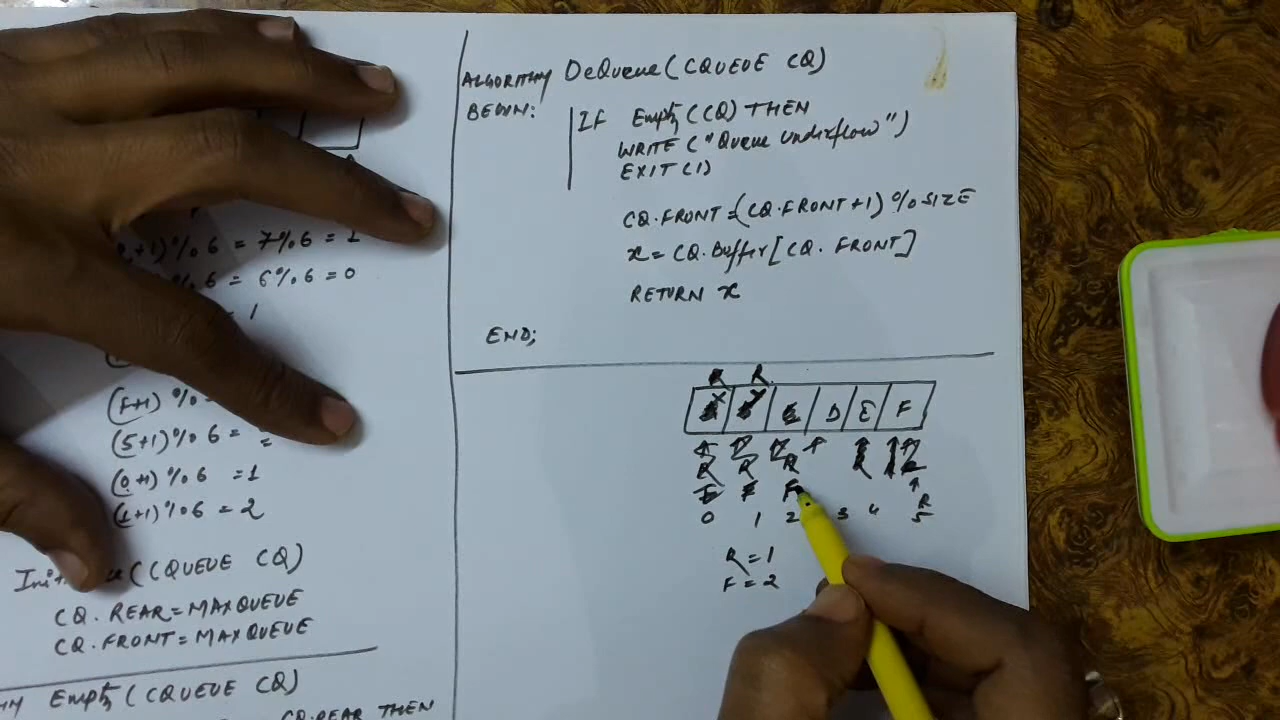 +1) % 6 = 7%6 = 1
% 6 = 6%6 = 0
= 1
(F+1) %
(5+1)% 6 =
(0+1) %6 = 1
(1+1)%6 = 2
(CQUEUE CQ)
CQ. REAR = MAXQUEUE
CQ. FRONT = MAXQUEUE
Empty (CQUEUE CQ)
CQ.REAR THEN
ALGORITHM DeQueue (CQUEUE CQ)
BEGIN:
IF Empty (CQ) THEN
WRITE ("Queue Underflow")
EXIT (1)
CQ.FRONT = (CQ.FRONT+1) % SIZE
x = CQ.Buffer [CQ. FRONT]
RETURN x
END;
R R
D E F
R R R R
F F F R
0 1 2 3 4 5
R = 1
F = 2